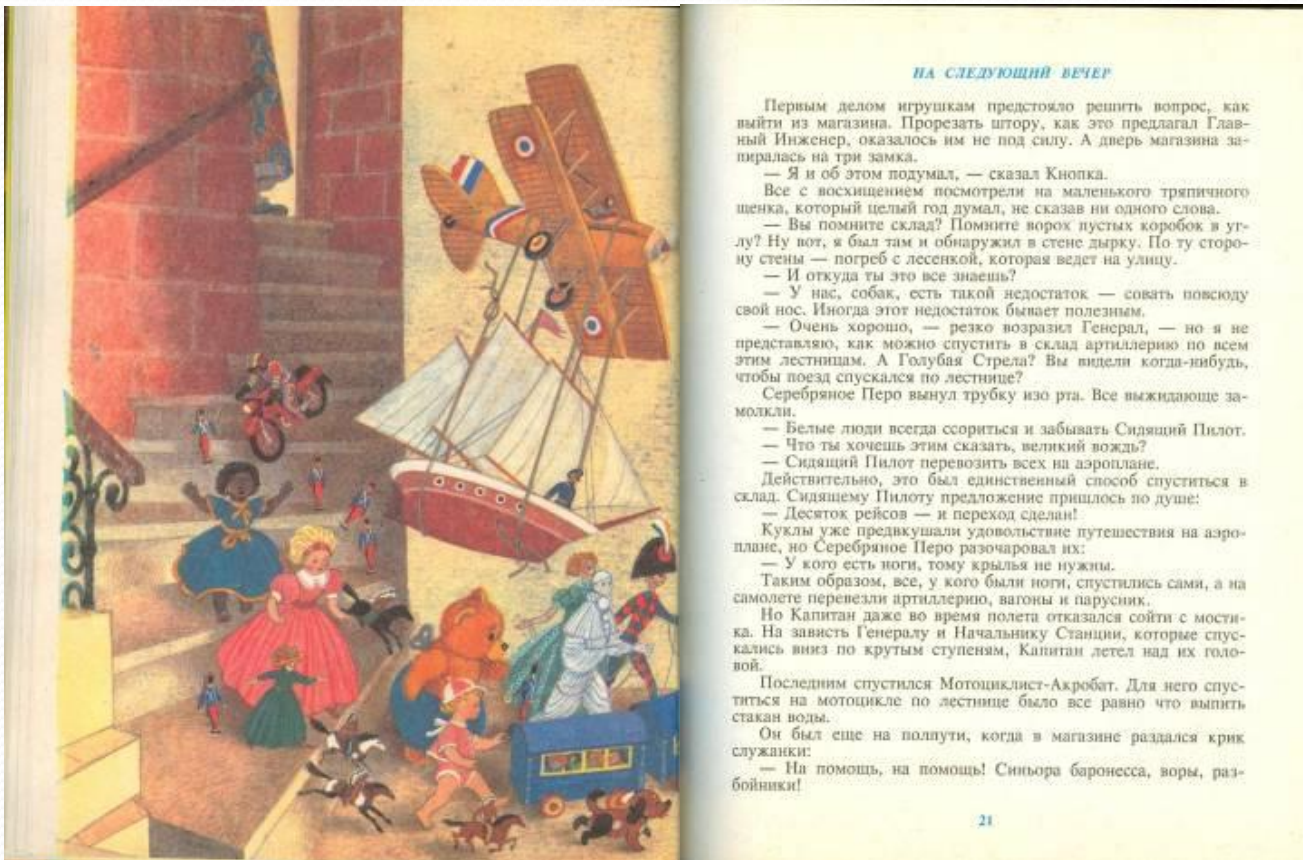 НА СЛЕДУЮЩИЙ ВЕЧЕР
Первым делом игрушкам предстояло решить вопрос, как
выйти из магазина. Прорезать штору, как это предлагал Глав-
ный Инженер, оказалось им не под силу. А дверь магазина за-
пиралась на три замка.
— Я и об этом подумал, — сказал Кнопка.
Все с восхищением посмотрели на маленького тряпичного
щенка, который целый год думал, не сказав ни одного слова.
— Вы помните склад? Помните ворох пустых коробок в уг-
лу? Ну вот, я был там и обнаружил в стене дырку. По ту сторо-
ну стены — погреб с лесенкой, которая ведет на улицу.
— И откуда ты это все знаешь?
— У нас, собак, есть такой недостаток — совать повсюду
свой нос. Иногда этот недостаток бывает полезным.
— Очень хорошо, — резко возразил Генерал, — но я не
представляю, как можно спустить в склад артиллерию по всем
этим лестницам. А Голубая Стрела? Вы видели когда-нибудь,
чтобы поезд спускался по лестнице?
Серебряное Перо вынул трубку изо рта. Все выжидающе за-
молкли.
— Белые люди всегда ссориться и забывать Сидящий Пилот.
— Что ты хочешь этим сказать, великий вождь?
— Сидящий Пилот перевозить всех на аэроплане.
Действительно, это был единственный способ спуститься в
склад. Сидящему Пилоту предложение пришлось по душе:
— Десяток рейсов — и переход сделан!
Куклы уже предвкушали удовольствие путешествия на аэро-
плане, но Серебряное Перо разочаровал их:
— У кого есть ноги, тому крылья не нужны.
Таким образом, все, у кого были ноги, спустились сами, а на
самолете перевезли артиллерию, вагоны и парусник.
Но Капитан даже во время полета отказался сойти с мости-
ка. На зависть Генералу и Начальнику Станции, которые спус-
кались вниз по крутым ступеням, Капитан летел над их голо-
вой.
Последним спустился Мотоциклист-Акробат. Для него спус-
титься на мотоцикле по лестнице было все равно что выпить
стакан воды.
Он был еще на полпути, когда в магазине раздался крик
служанки:
— На помощь, на помощь! Синьора баронесса, воры, раз-
бойники!
21